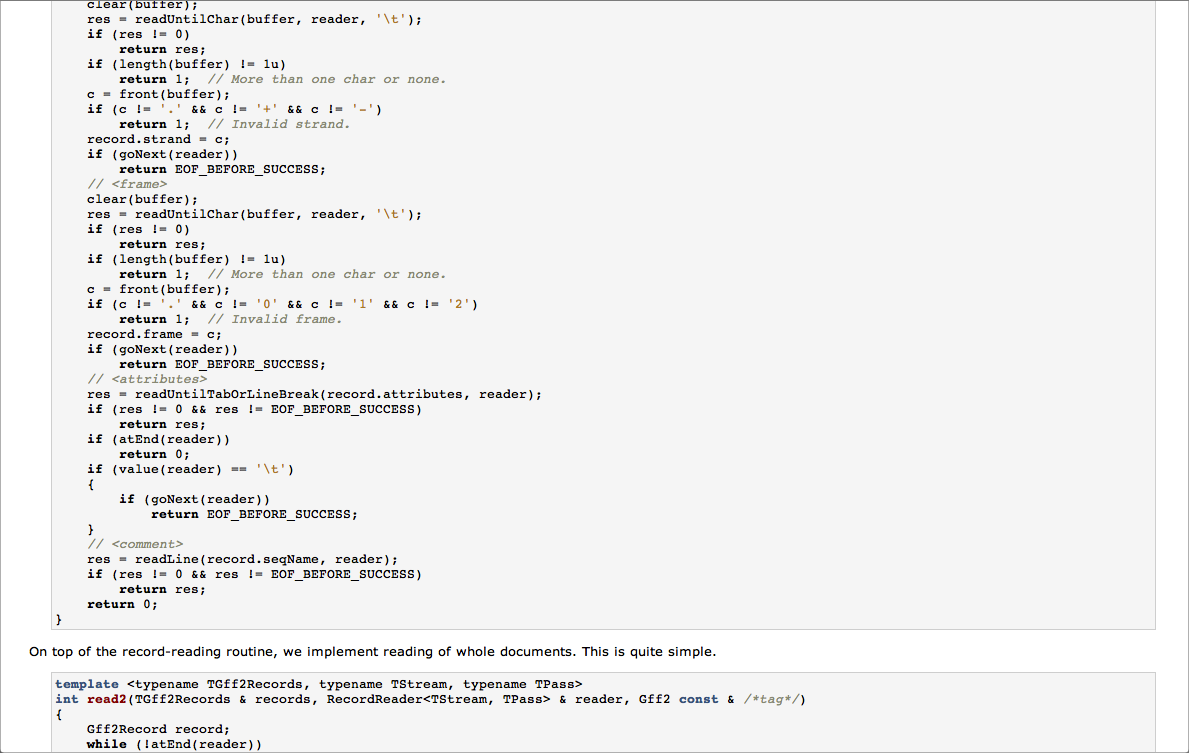 clear(buffer);
    res = readUntilChar(buffer, reader, '\t');
    if (res != 0)
        return res;
    if (length(buffer) != 1u)
        return 1;  // More than one char or none.
    c = front(buffer);
    if (c != '.' && c != '+' && c != '-')
        return 1;  // Invalid strand.
    record.strand = c;
    if (goNext(reader))
        return EOF_BEFORE_SUCCESS;
    // <frame>
    clear(buffer);
    res = readUntilChar(buffer, reader, '\t');
    if (res != 0)
        return res;
    if (length(buffer) != 1u)
        return 1;  // More than one char or none.
    c = front(buffer);
    if (c != '.' && c != '0' && c != '1' && c != '2')
        return 1;  // Invalid frame.
    record.frame = c;
    if (goNext(reader))
        return EOF_BEFORE_SUCCESS;
    // <attributes>
    res = readUntilTabOrLineBreak(record.attributes, reader);
    if (res != 0 && res != EOF_BEFORE_SUCCESS)
        return res;
    if (atEnd(reader))
        return 0;
    if (value(reader) == '\t')
    {
        if (goNext(reader))
            return EOF_BEFORE_SUCCESS;
    }
    // <comment>
    res = readLine(record.seqName, reader);
    if (res != 0 && res != EOF_BEFORE_SUCCESS)
        return res;
    return 0;
}
On top of the record-reading routine, we implement reading of whole documents. This is quite simple.
template <typename TGff2Records, typename TStream, typename TPass>
int read2(TGff2Records & records, RecordReader<TStream, TPass> & reader, Gff2 const & /*tag*/)
{
    Gff2Record record;
    while (!atEnd(reader))